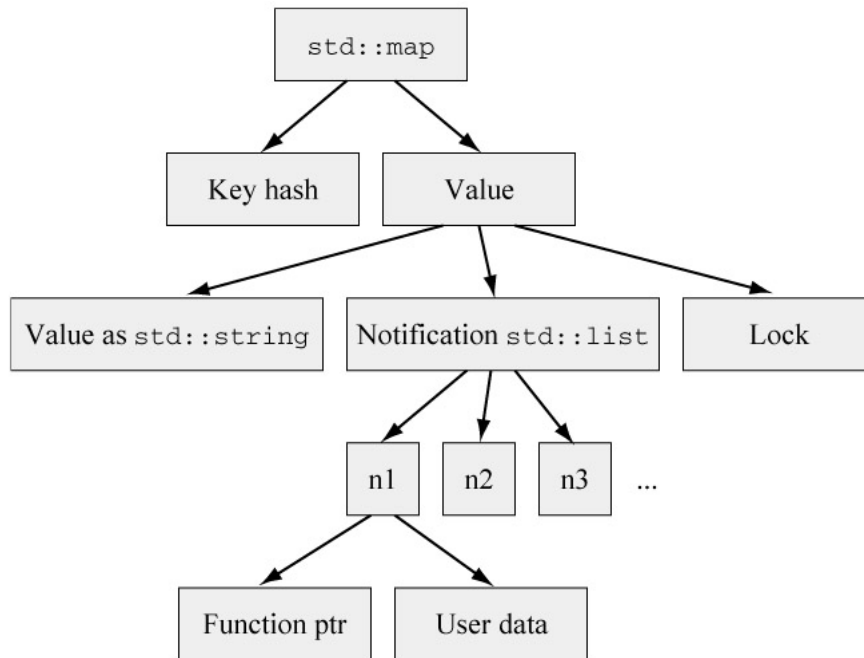 std::map
Key hash
Value
Value as std::string
Notification std::list
Lock
n1
n2
n3
...
Function ptr
User data